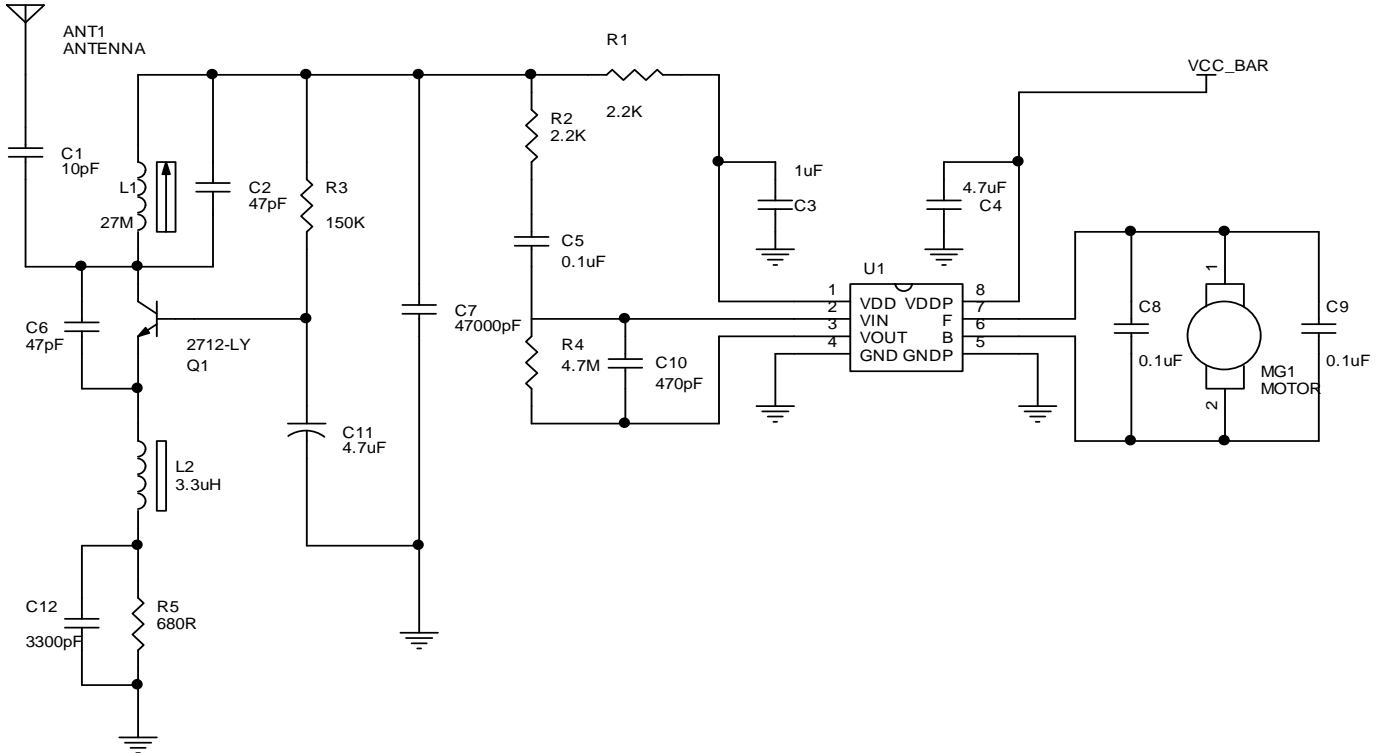 ANT1
ANTENNA
R1
2.2K
VCC_BAR
R2
2.2K
C1
10pF
L1
27M
C2
47pF
R3
150K
1uF
C3
4.7uF
C4
C5
0.1uF
U1
1
2
3
4
VDD VDDP
VIN F
VOUT B
GND GNDP
8
7
6
5
C6
47pF
2712-LY
Q1
C7
47000pF
R4
4.7M
C10
470pF
C8
0.1uF
1
2
MG1
MOTOR
C9
0.1uF
C11
4.7uF
L2
3.3uH
C12
3300pF
R5
680R